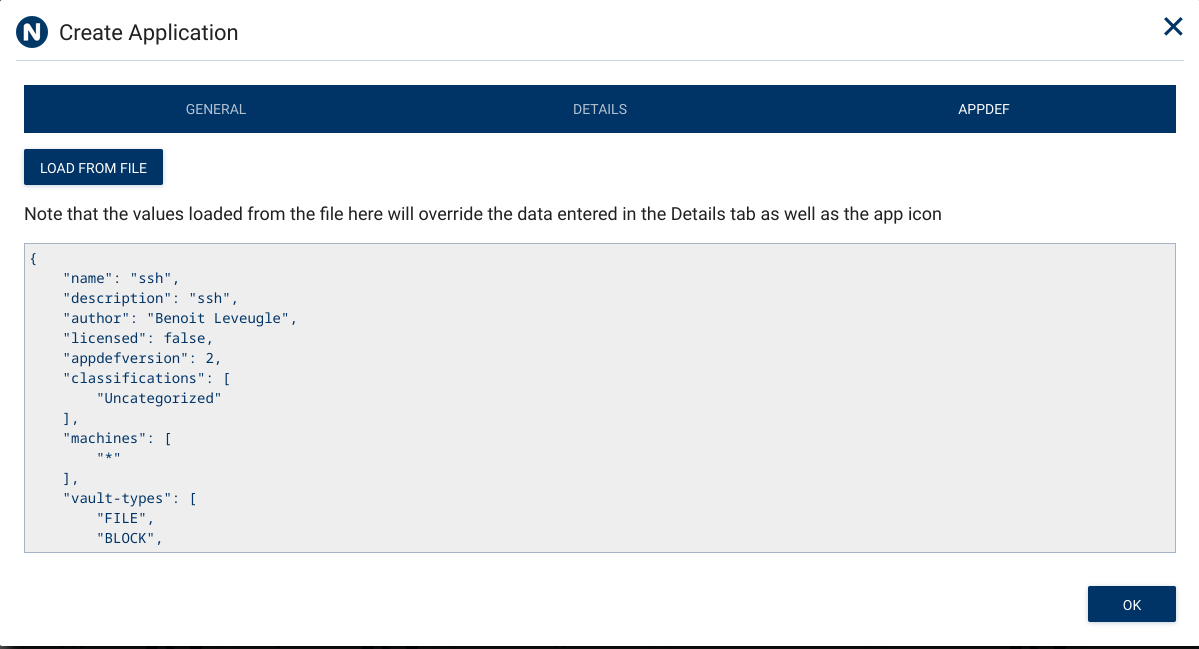 N Create Application
GENERAL DETAILS APPDEF
LOAD FROM FILE
Note that the values loaded from the file here will override the data entered in the Details tab as well as the app icon
{
    "name": "ssh",
    "description": "ssh",
    "author": "Benoit Leveugle",
    "licensed": false,
    "appdefversion": 2,
    "classifications": [
        "Uncategorized"
    ],
    "machines": [
        "*"
    ],
    "vault-types": [
        "FILE",
        "BLOCK",
OK